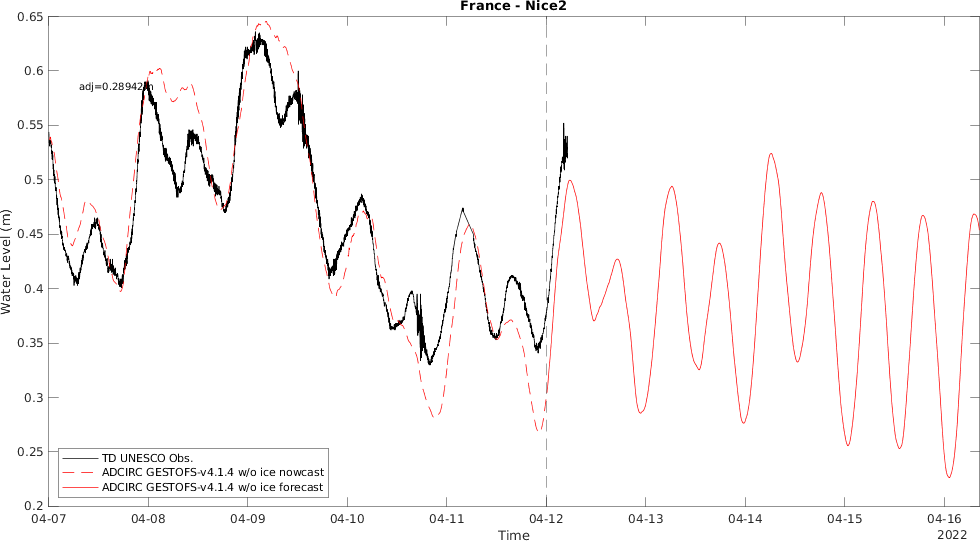 France - Nice2
0.65
0.6
0.55
0.5
0.45
0.4
0.35
0.3
0.25
0.2
Water Level (m)
adj=0.28942
TD UNESCO Obs.
ADCIRC GESTOFS-v4.1.4 w/o ice nowcast
ADCIRC GESTOFS-v4.1.4 w/o ice forecast
04-07 04-08 04-09 04-10 04-11 04-12 04-13 04-14 04-15 04-16
Time
2022